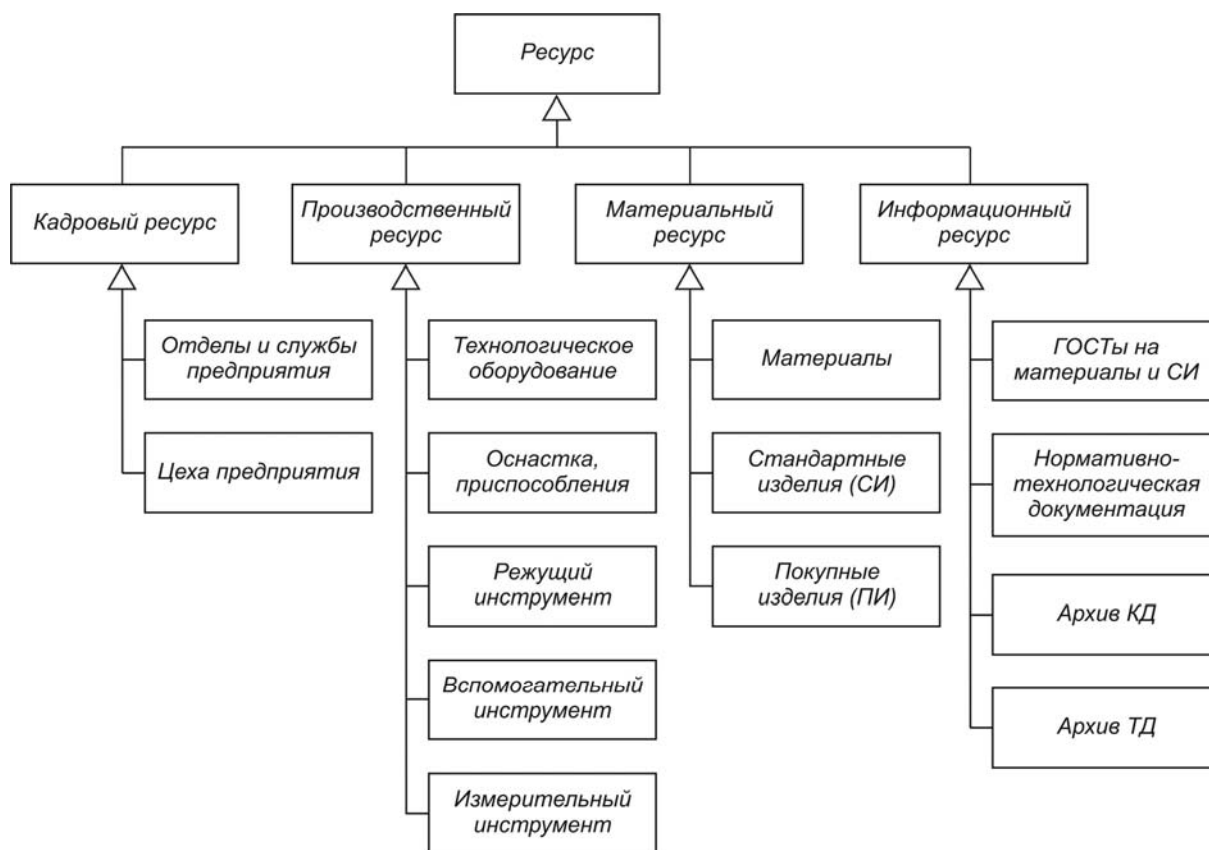 Ресурс
Кадровый ресурс
Производственный
ресурс
Материальный
ресурс
Информационный
ресурс
Отделы и службы
предприятия
Цеха предприятия
Технологическое
оборудование
Оснастка,
приспособления
Режущий
инструмент
Вспомогательный
инструмент
Измерительный
инструмент
Материалы
Стандартные
изделия (СИ)
Покупные
изделия (ПИ)
ГОСТы на
материалы и СИ
Нормативно-
технологическая
документация
Архив КД
Архив ТД